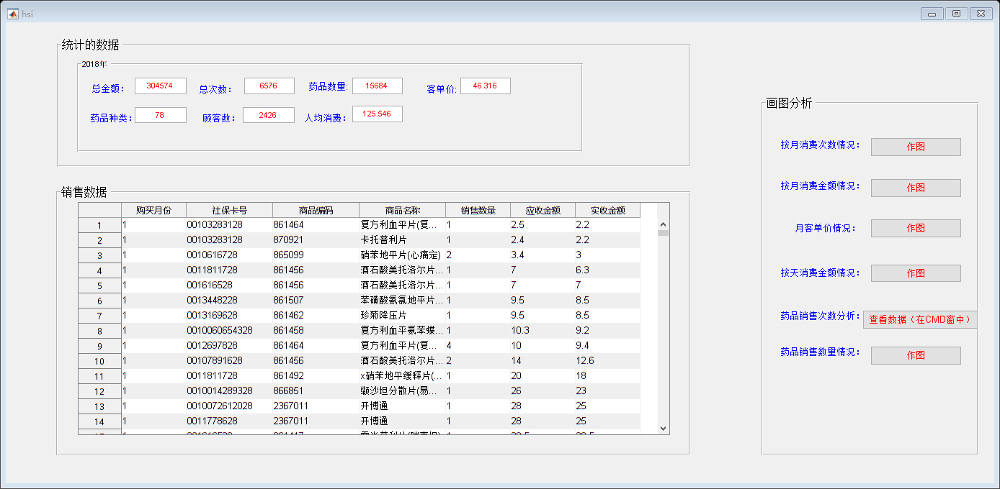 hsi
统计的数据
2018年
总金额: 304574 总次数: 6576 药品数量: 15684 客单价: 46.316
药品种类: 78 顾客数: 2426 人均消费: 125.546
销售数据
购买月份 社保卡号 商品编码 商品名称 销售数量 应收金额 实收金额
1 1 00103283128 861464 复方利血平片(复... 1 2.5 2.2
2 1 00103283128 870921 卡托普利片 1 2.4 2.2
3 1 0010616728 865099 硝苯地平片(心痛定) 2 3.4 3
4 1 0011811728 861456 酒石酸美托洛尔片... 1 7 6.3
5 1 001616528 861456 酒石酸美托洛尔片... 1 7 7
6 1 0013448228 861507 苯磺酸氨氯地平片... 1 9.5 8.5
7 1 0013169628 861462 珍菊降压片 1 9.5 8.5
8 1 0010060654328 861458 复方利血平氨苯蝶... 1 10.3 9.2
9 1 0012697828 861464 复方利血平片(复... 4 10 9.4
10 1 00107891628 861456 酒石酸美托洛尔片... 2 14 12.6
11 1 0011811728 861492 x硝苯地平缓释片(... 1 20 18
12 1 0010014289328 866851 缬沙坦分散片(易... 1 26 23
13 1 0010072612028 2367011 开博通 1 28 25
14 1 0011778628 2367011 开博通 1 28 25
画图分析
按月消费次数情况: 作图
按月消费金额情况: 作图
月客单价情况: 作图
按天消费金额情况: 作图
药品销售次数分析: 查看数据（在CMD窗中）
药品销售数量情况: 作图